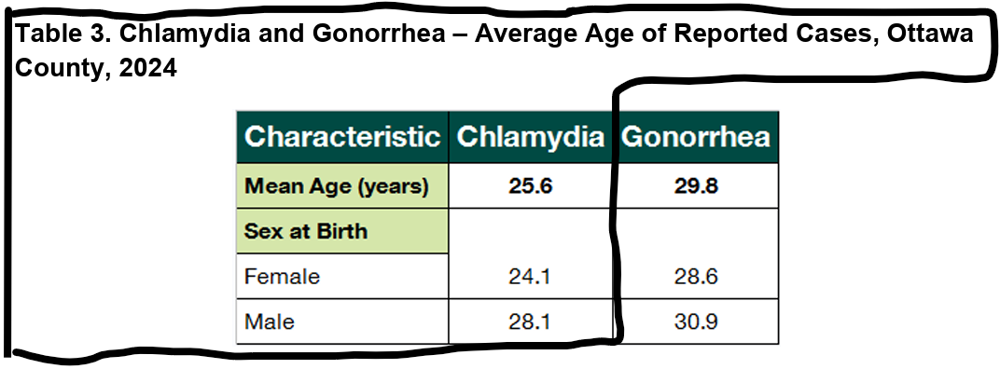 Table 3. Chlamydia and Gonorrhea – Average Age of Reported Cases, Ottawa
County, 2024
Characteristic Chlamydia Gonorrhea
Mean Age (years) 25.6 29.8
Sex at Birth
Female 24.1 28.6
Male 28.1 30.9